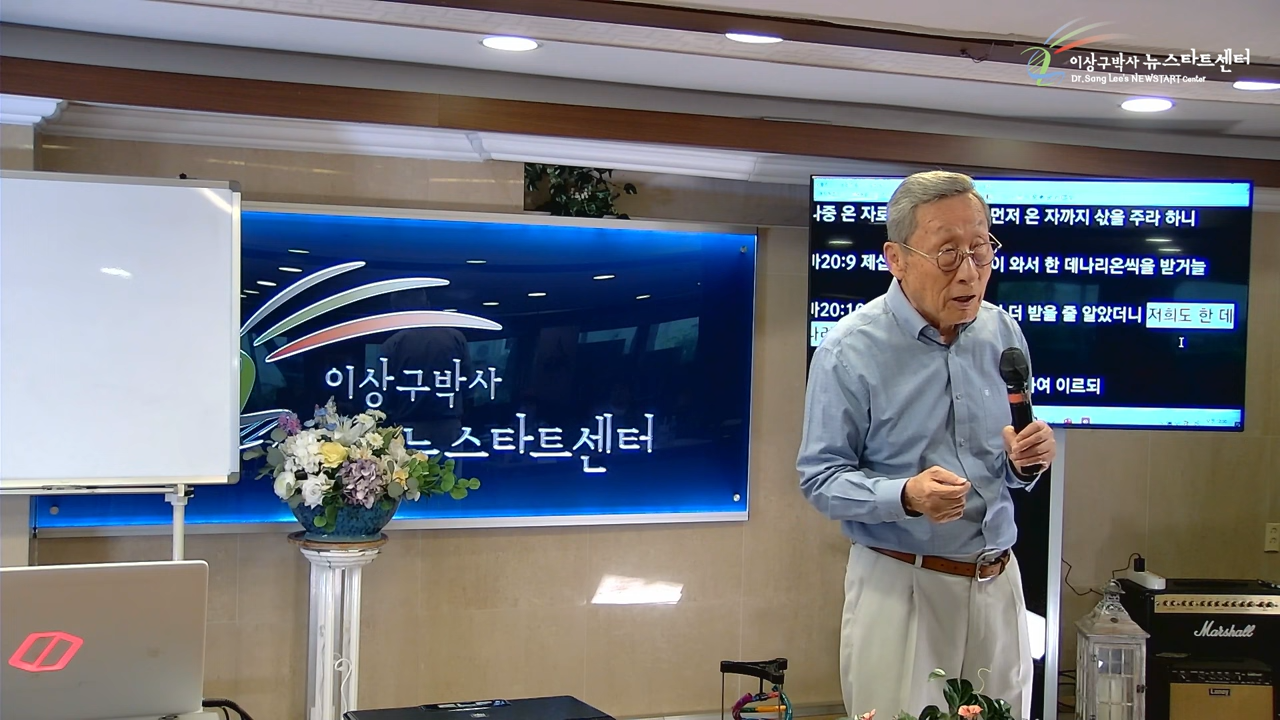 이상구박사 뉴스타트센터
Dr. Sang Lee's NEWSTART Center
나중 온 자로 먼저 온 자까지 삯을 주라 하니
마20:9 제십 이 와서 한 데나리온씩을 받거늘
마20:10 더 받을 줄 알았더니 저희도 한 데
나리
하여 이르되
이상구박사
뉴스타트센터
Marshall
Laney